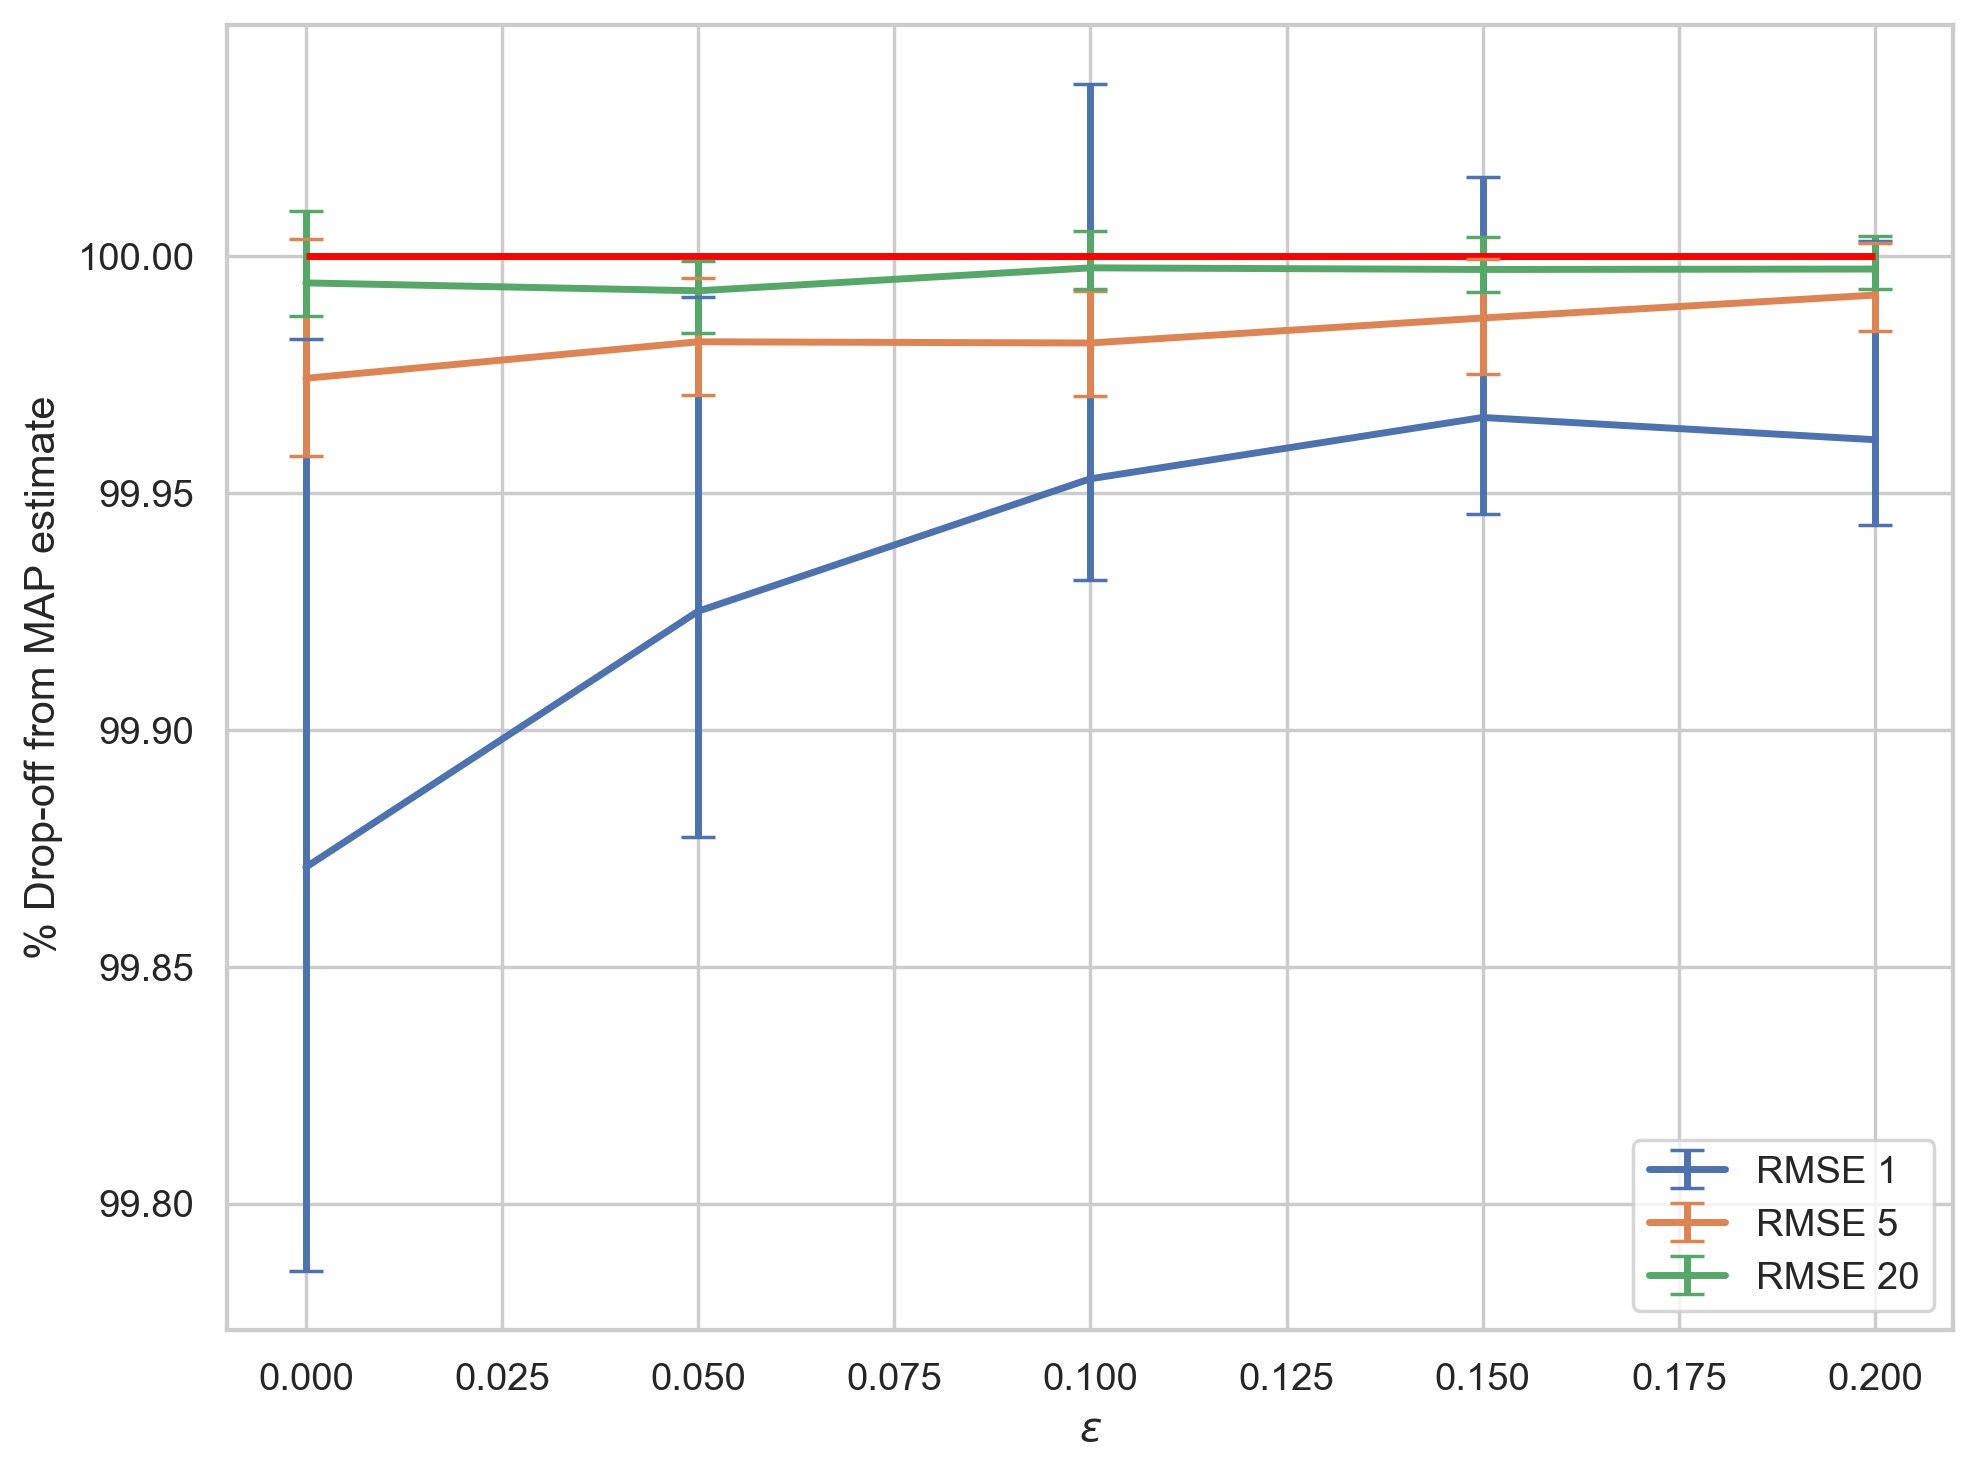 % Drop-off from MAP estimate
100.00
99.95
99.90
99.85
99.80
0.000 0.025 0.050 0.075 0.100 0.125 0.150 0.175 0.200
ε
RMSE 1
RMSE 5
RMSE 20